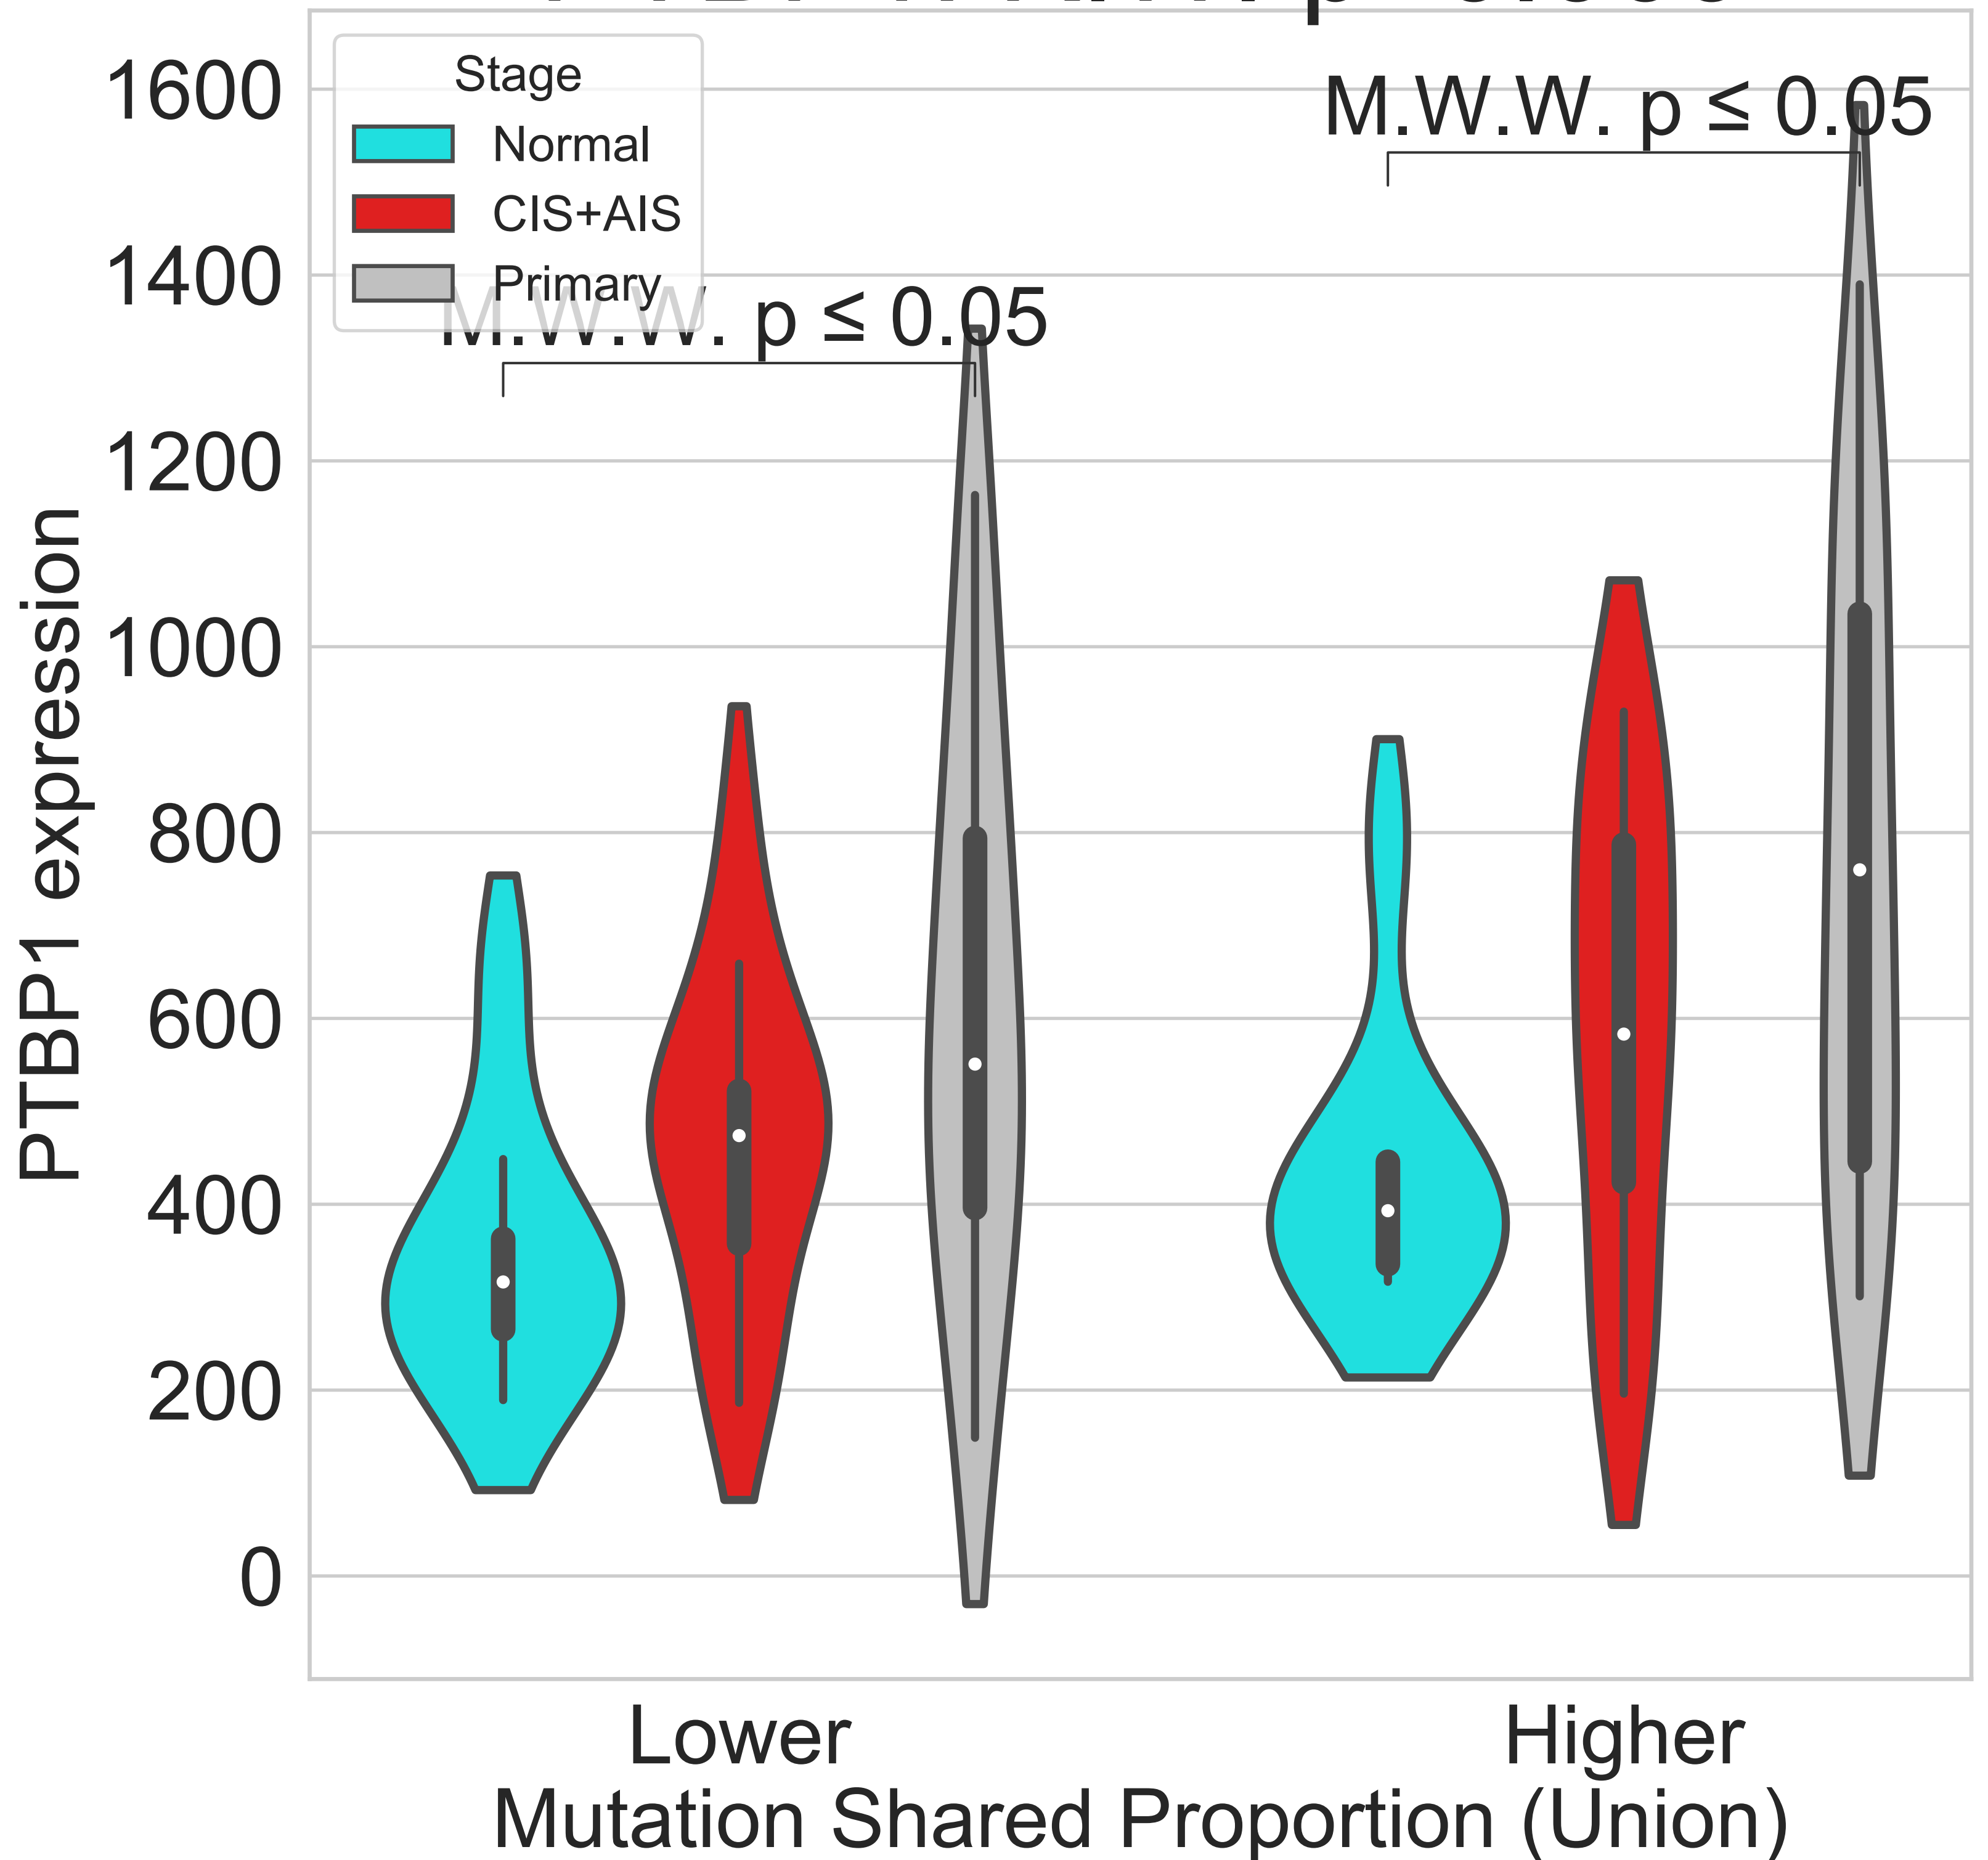 Stage
Normal
CIS+AIS
Primary
M.W.W. p ≤ 0.05
M.W.W. p ≤ 0.05
1600
1400
1200
1000
800
600
400
200
0
PTBP1 expression
Lower
Higher
Mutation Shared Proportion (Union)